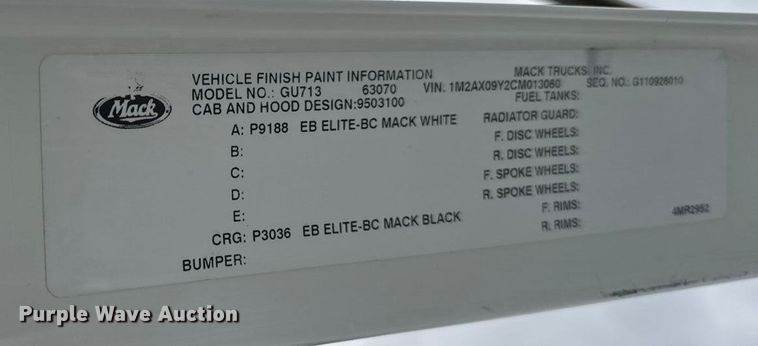 Mack
VEHICLE FINISH PAINT INFORMATION MACK TRUCKS, INC.
MODEL NO.: GU713 63070 VIN: 1M2AX09Y2CM013060 SEQ. NO.: G110926010
CAB AND HOOD DESIGN:9503100 FUEL TANKS:
A: P9188 EB ELITE-BC MACK WHITE RADIATOR GUARD:
B: F. DISC WHEELS:
R. DISC WHEELS:
C: F. SPOKE WHEELS:
D: R. SPOKE WHEELS:
E: F. RIMS: 4MR2952
CRG: P3036 EB ELITE-BC MACK BLACK R. RIMS:
BUMPER:
Purple Wave Auction